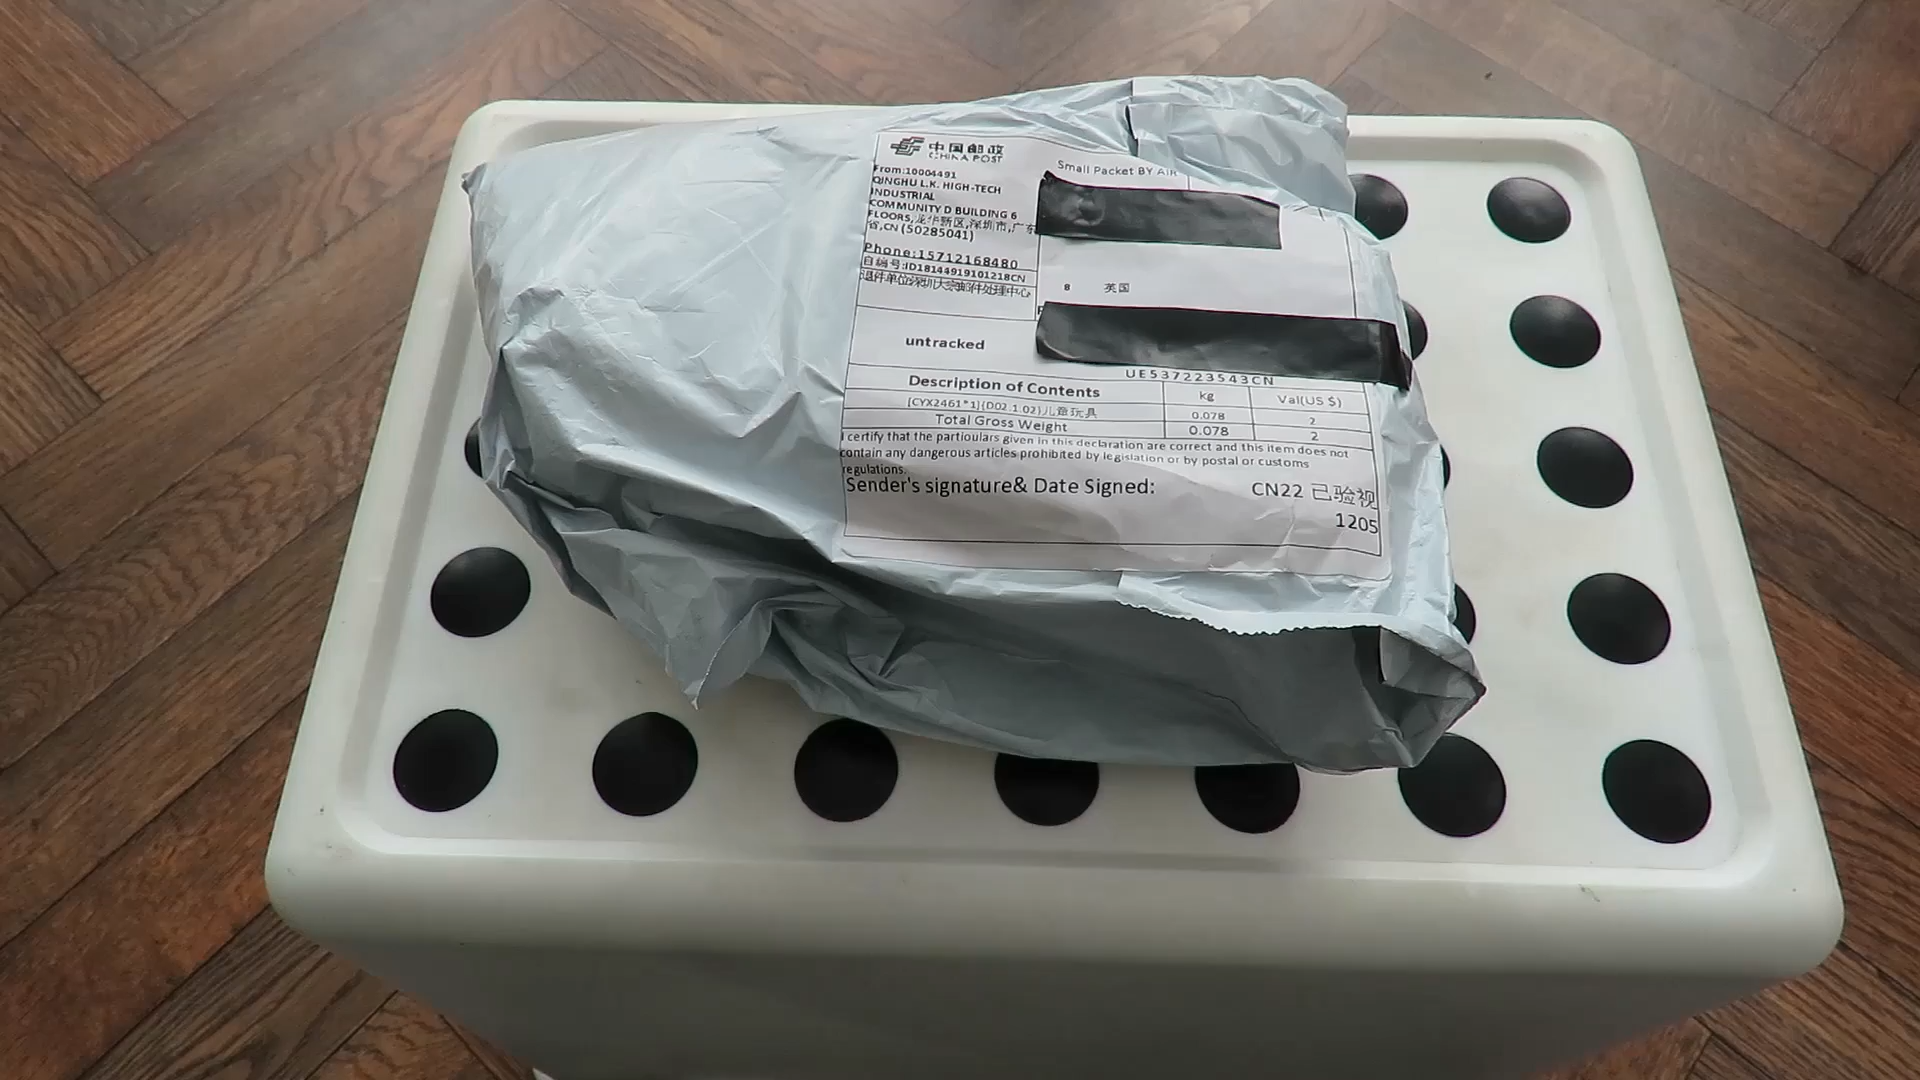 中国邮政
CHINA POST
Small Packet BY AIR
From:10004491
QINGHU L.K. HIGH-TECH
INDUSTRIAL
COMMUNITY D BUILDING 6
FLOORS,龙华新区,深圳市,广东
省,CN (50285041)
Phone:15712168480
自编号:ID18144919101218CN
退件单位:深圳大宗邮件处理中心
8 英国
untracked
UE537223543CN
Description of Contents kg Val(US $)
[CYX2461*1](D02.1.02)儿童玩具 0.078 2
Total Gross Weight 0.078 2
I certify that the particulars given in this declaration are correct and this item does not
contain any dangerous articles prohibited by legislation or by postal or customs
regulations.
Sender's signature& Date Signed: CN22 已验视
1205